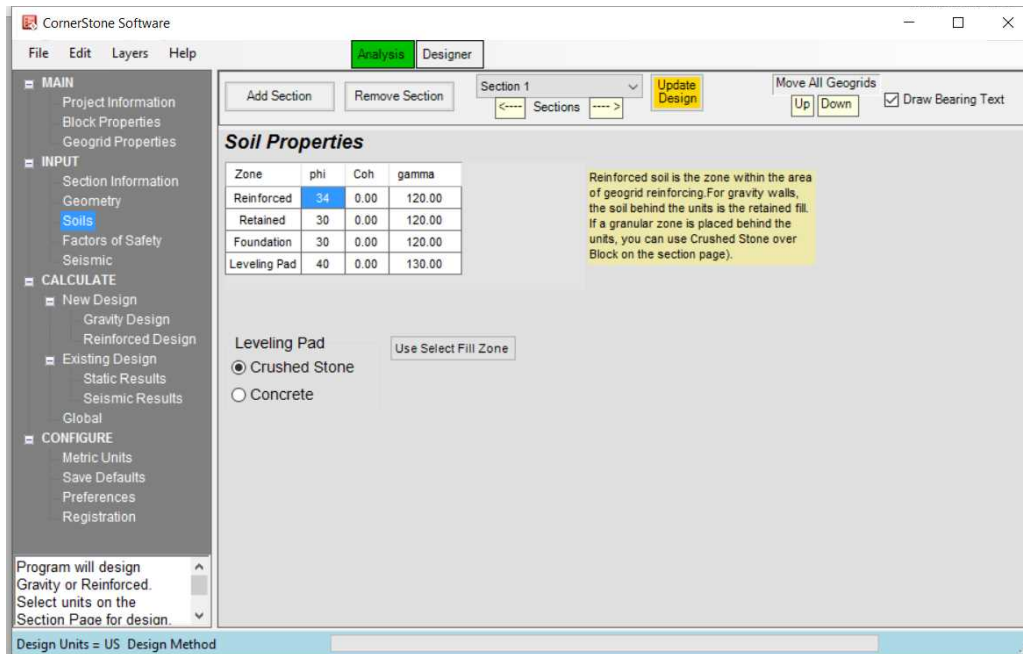 CornerStone Software
File Edit Layers Help
Analysis Designer
MAIN
Project Information
Block Properties
Geogrid Properties
INPUT
Section Information
Geometry
Soils
Factors of Safety
Seismic
CALCULATE
New Design
Gravity Design
Reinforced Design
Existing Design
Static Results
Seismic Results
Global
CONFIGURE
Metric Units
Save Defaults
Preferences
Registration
Program will design
Gravity or Reinforced.
Select units on the
Section Page for design.
Add Section Remove Section
Section 1
<---- Sections ---- >
Update
Design
Move All Geogrids
Up Down
Draw Bearing Text
Soil Properties
Zone phi Coh gamma
Reinforced 34 0.00 120.00
Retained 30 0.00 120.00
Foundation 30 0.00 120.00
Leveling Pad 40 0.00 130.00
Reinforced soil is the zone within the area
of geogrid reinforcing.For gravity walls,
the soil behind the units is the retained fill.
If a granular zone is placed behind the
units, you can use Crushed Stone over
Block on the section page).
Leveling Pad
Crushed Stone
Concrete
Use Select Fill Zone
Design Units = US Design Method